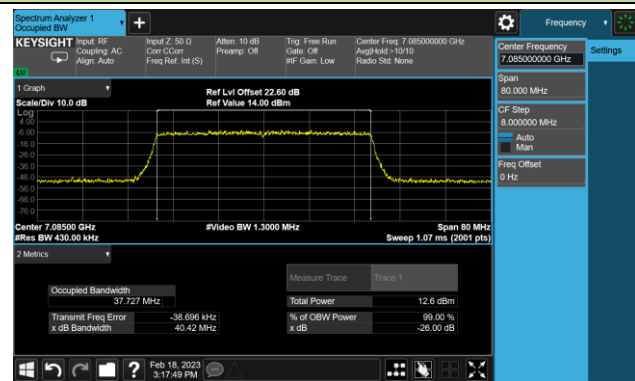 Spectrum Analyzer 1
Occupied BW
+
Frequency
KEYSIGHT
Input: RF
Coupling: AC
Align: Auto
Input Z: 50 Ω
Corr CCorr
Freq Ref: Int (S)
Atten: 10 dB
Preamp: Off
Trig: Free Run
Gate: Off
#IF Gain: Low
Center Freq: 7.085000000 GHz
Avg|Hold:>10/10
Radio Std: None
Center Frequency
7.085000000 GHz
Settings
Span
80.000 MHz
CF Step
8.000000 MHz
Auto
Man
Freq Offset
0 Hz
1 Graph
Scale/Div 10.0 dB
Ref Lvl Offset 22.60 dB
Ref Value 14.00 dBm
Log
4.00
-6.00
-16.0
-26.0
-36.0
-46.0
-56.0
-66.0
-76.0
Center 7.08500 GHz
#Res BW 430.00 kHz
#Video BW 1.3000 MHz
Span 80 MHz
Sweep 1.07 ms (2001 pts)
2 Metrics
Measure Trace
Trace 1
Occupied Bandwidth
37.727 MHz
Total Power
12.6 dBm
Transmit Freq Error
-38.696 kHz
% of OBW Power
99.00 %
x dB Bandwidth
40.42 MHz
x dB
-26.00 dB
?
Feb 18, 2023
3:17:49 PM